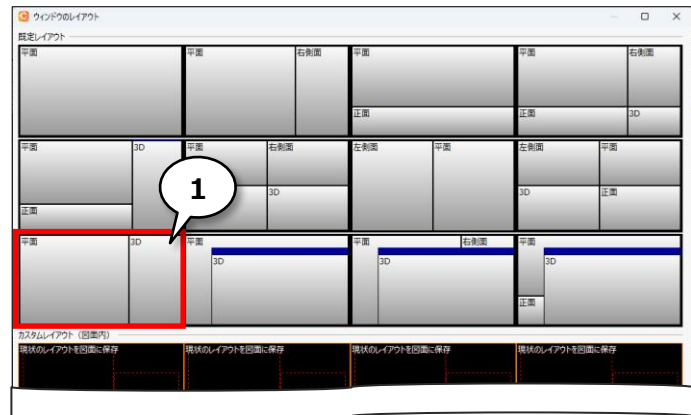 ウィンドウのレイアウト
既定レイアウト
平面
平面 右側面
平面 正面
平面 右側面 正面 3D
平面 3D 正面
平面 右側面 3D
左側面 平面
左側面 平面 3D 正面
1
平面 3D
平面 3D
平面 右側面 3D
平面 3D 正面
カスタムレイアウト（図面内）
現状のレイアウトを図面に保存
現状のレイアウトを図面に保存
現状のレイアウトを図面に保存
現状のレイアウトを図面に保存